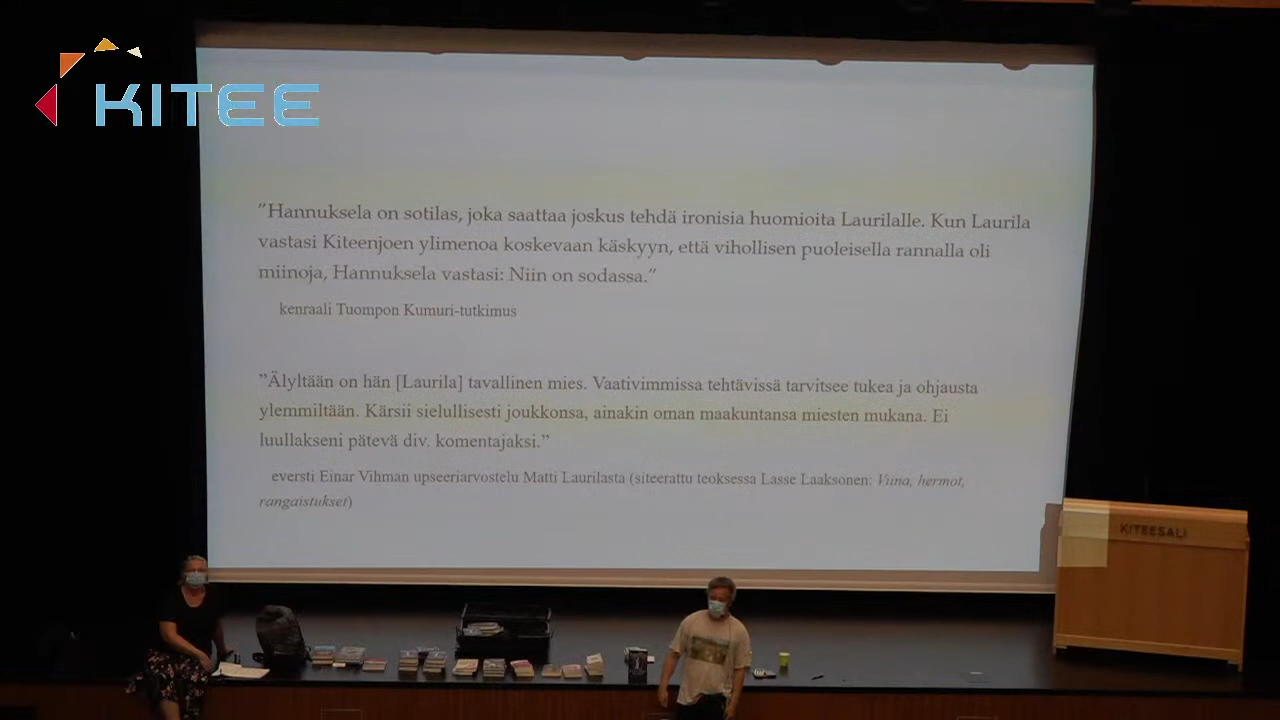 KITEE
”Hannuksela on sotilas, joka saattaa joskus tehdä ironisia huomioita Laurilalle. Kun Laurila
vastasi Kiteenjoen ylimenoa koskevaan käskyyn, että vihollisen puoleisella rannalla oli
miinoja, Hannuksela vastasi: Niin on sodassa.”
kenraali Tuompon Kumuri-tutkimus
”Älyltään on hän [Laurila] tavallinen mies. Vaativimmissa tehtävissä tarvitsee tukea ja ohjausta
ylemmiltään. Kärsii sielullisesti joukkonsa, ainakin oman maakuntansa miesten mukana. Ei
luullakseni pätevä div. komentajaksi.”
eversti Einar Vihman upseeriarvostelu Matti Laurilasta (siteerattu teoksessa Lasse Laaksonen: Viina, hermot,
rangaistukset)
KITEESALI